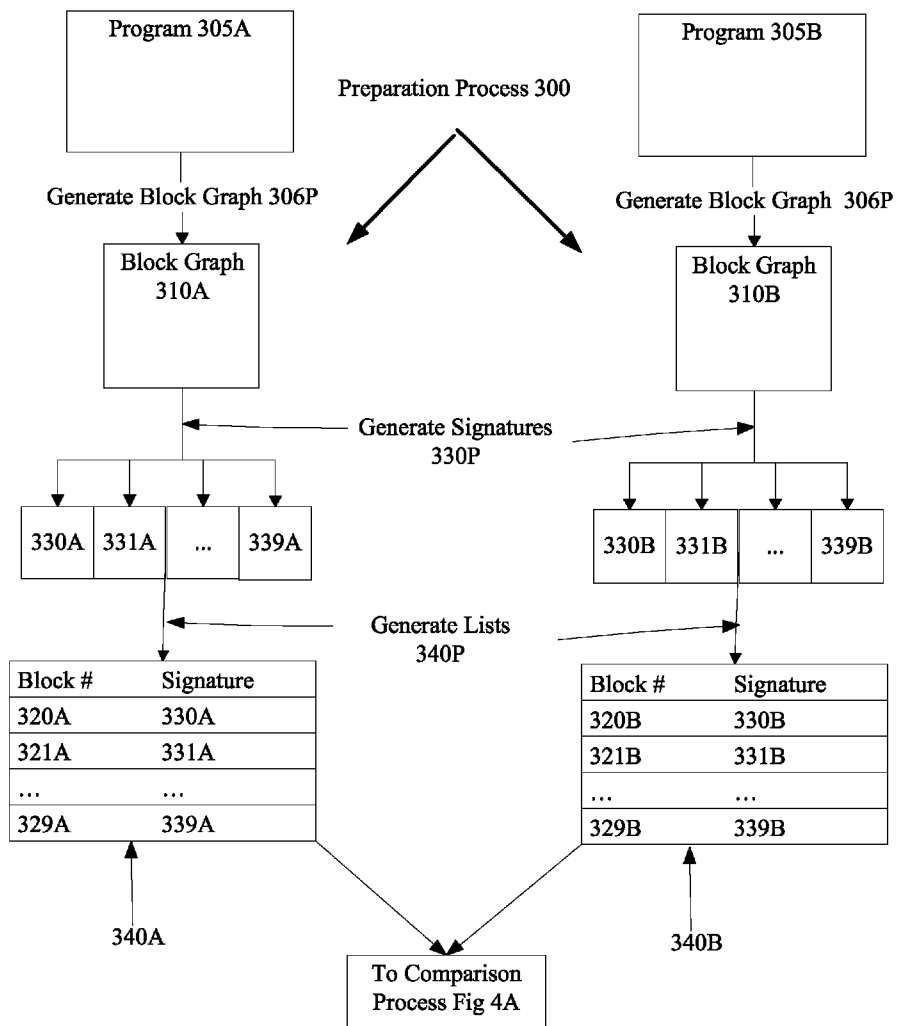 Program 305A
Program 305B
Preparation Process 300
Generate Block Graph 306P
Generate Block Graph 306P
Block Graph
310A
Block Graph
310B
Generate Signatures
330P
330A 331A ... 339A
330B 331B ... 339B
Generate Lists
340P
Block # Signature
320A 330A
321A 331A
... ...
329A 339A
Block # Signature
320B 330B
321B 331B
... ...
329B 339B
340A
340B
To Comparison
Process Fig 4A